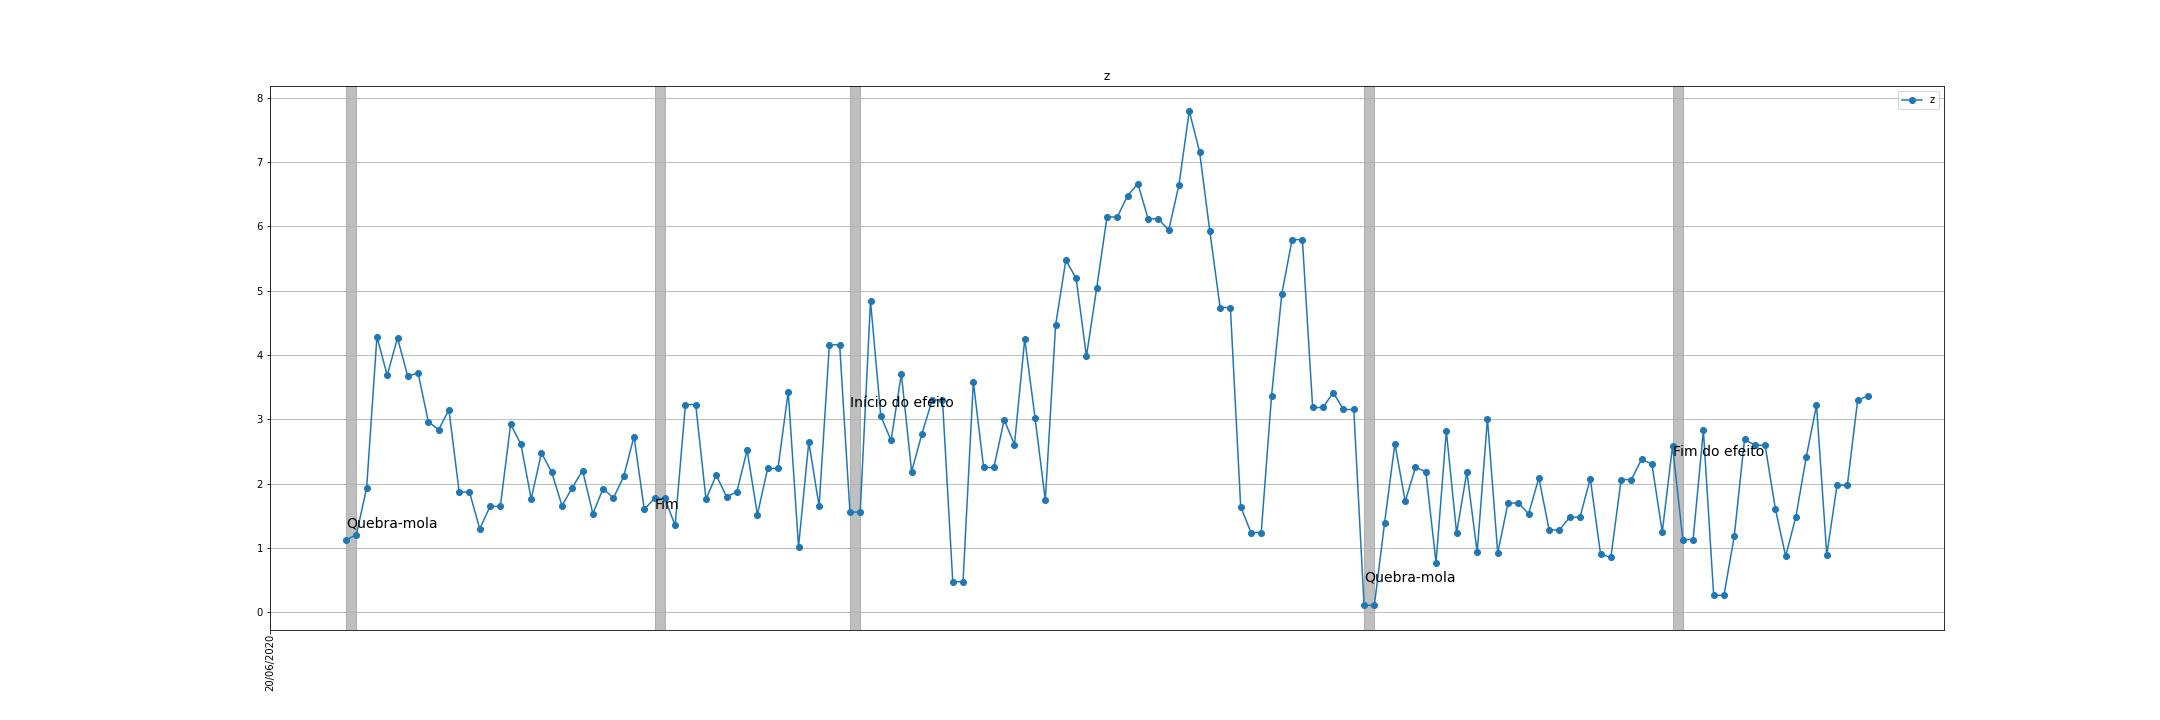 z
z
8
7
6
5
4
3
2
1
0
Início do efeito
Fim do efeito
Fim
Quebra-mola
Quebra-mola
20/06/2020